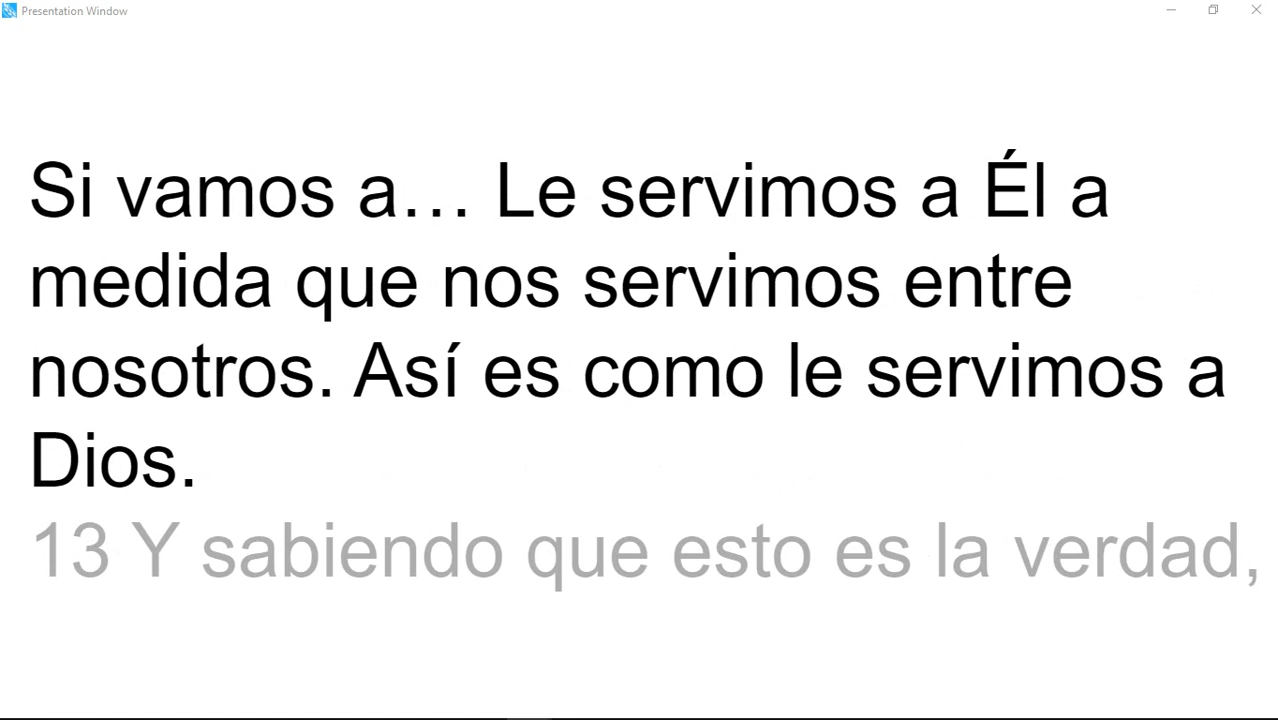 Presentation Window
Si vamos a… Le servimos a Él a
medida que nos servimos entre
nosotros. Así es como le servimos a
Dios.
13 Y sabiendo que esto es la verdad,